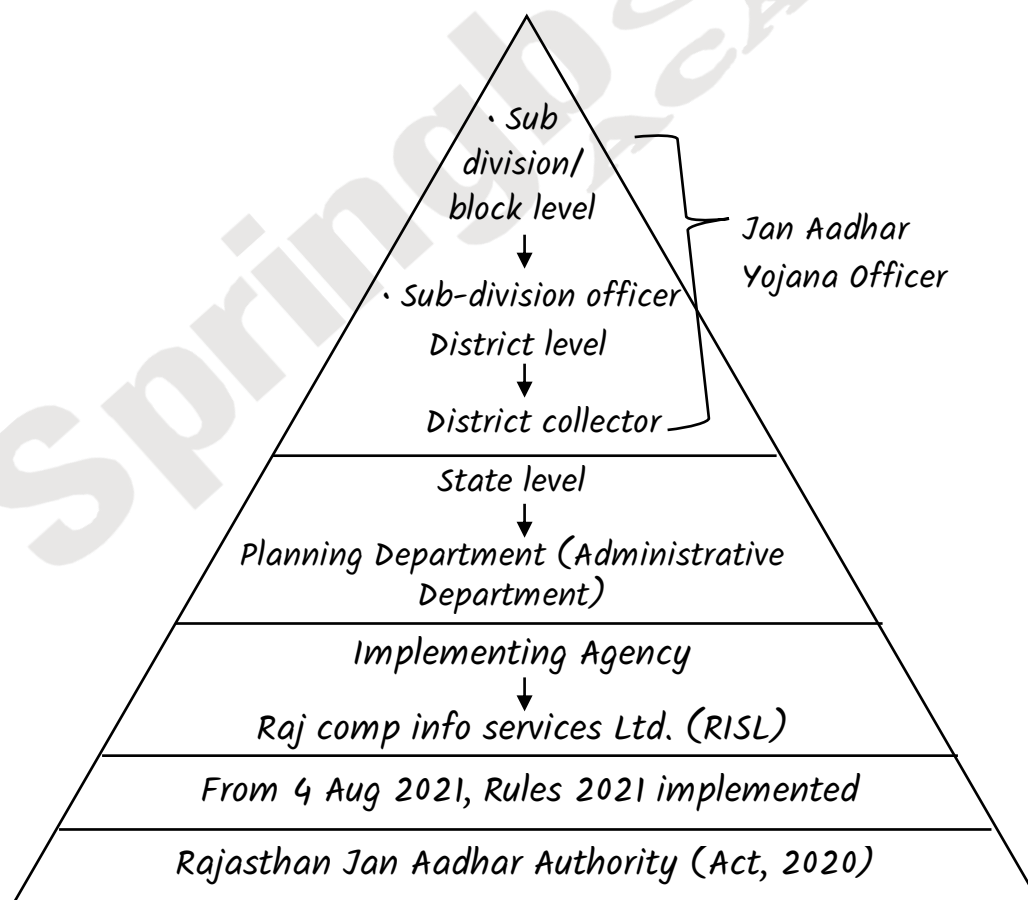 Springb
ACA
• Sub
division/
block level
• Sub-division officer
District level
District collector
Jan Aadhar
Yojana Officer
State level
Planning Department (Administrative
Department)
Implementing Agency
Raj comp info services Ltd. (RISL)
From 4 Aug 2021, Rules 2021 implemented
Rajasthan Jan Aadhar Authority (Act, 2020)